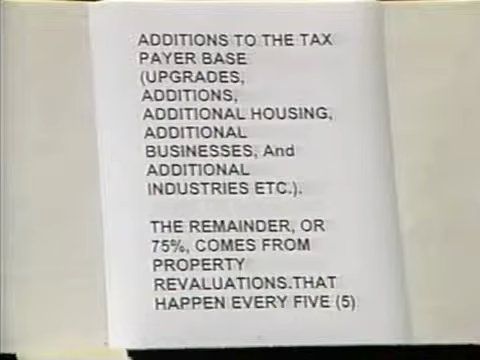 ADDITIONS TO THE TAX
PAYER BASE
(UPGRADES,
ADDITIONS,
ADDITIONAL HOUSING,
ADDITIONAL
BUSINESSES, And
ADDITIONAL
INDUSTRIES ETC.).
THE REMAINDER, OR
75%, COMES FROM
PROPERTY
REVALUATIONS.THAT
HAPPEN EVERY FIVE (5)